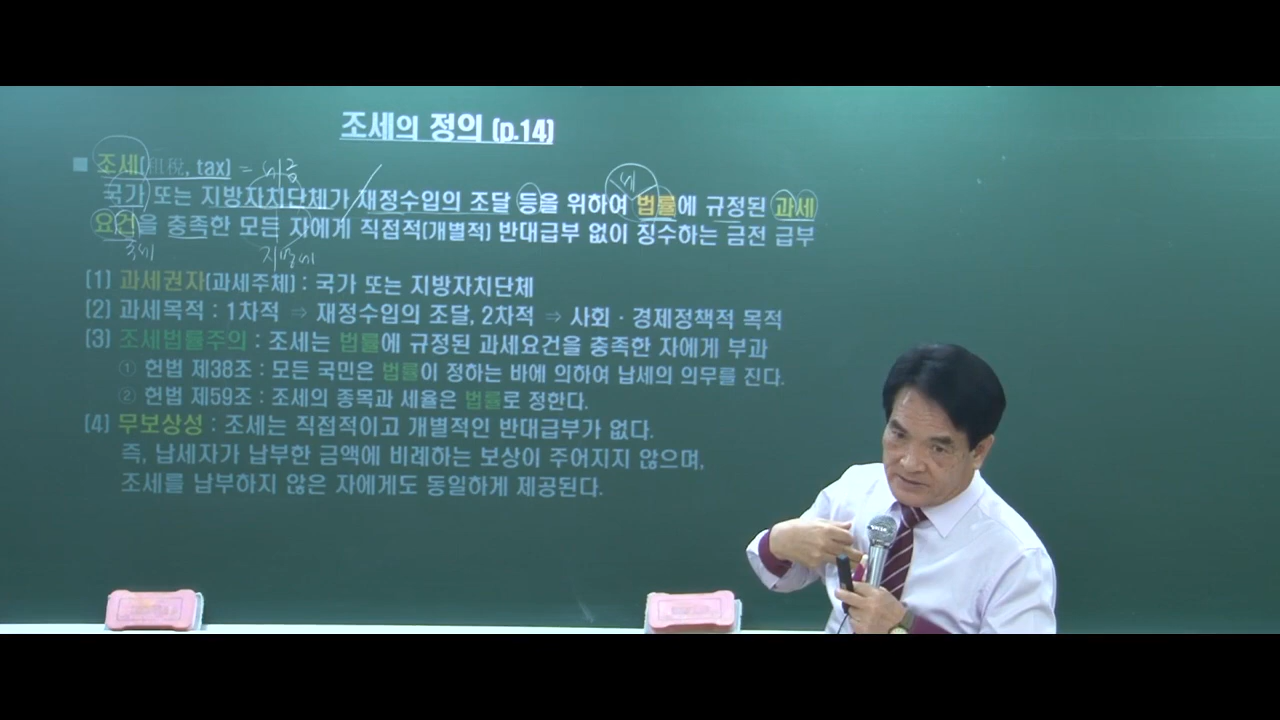 조세의 정의 (p.14)
■ 조세(租稅, tax) = 세금
국가 또는 지방자치단체가 재정수입의 조달 등을 위하여 법률에 규정된 과세
세
요건을 충족한 모든 자에게 직접적(개별적) 반대급부 없이 징수하는 금전 급부
국세 지방세
(1) 과세권자(과세주체) : 국가 또는 지방자치단체
(2) 과세목적 : 1차적 ⇒ 재정수입의 조달, 2차적 ⇒ 사회 · 경제정책적 목적
(3) 조세법률주의 : 조세는 법률에 규정된 과세요건을 충족한 자에게 부과
① 헌법 제38조 : 모든 국민은 법률이 정하는 바에 의하여 납세의 의무를 진다.
② 헌법 제59조 : 조세의 종목과 세율은 법률로 정한다.
(4) 무보상성 : 조세는 직접적이고 개별적인 반대급부가 없다.
즉, 납세자가 납부한 금액에 비례하는 보상이 주어지지 않으며,
조세를 납부하지 않은 자에게도 동일하게 제공된다.